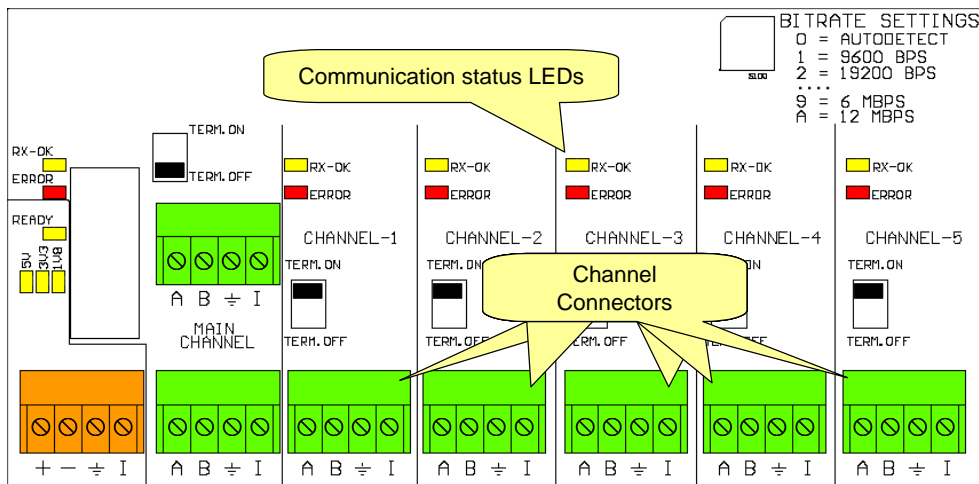 BITRATE SETTINGS
0 = AUTODETECT
1 = 9600 BPS
2 = 19200 BPS
....
9 = 6 MBPS
A = 12 MBPS
S100
Communication status LEDs
TERM.ON
TERM.OFF
RX-OK
ERROR
READY
5V
3V3
1V8
A B ⏚ I
MAIN
CHANNEL
RX-OK
ERROR
CHANNEL-1
TERM.ON
TERM.OFF
RX-OK
ERROR
CHANNEL-2
TERM.ON
TERM.OFF
RX-OK
ERROR
CHANNEL-3
TERM.OFF
RX-OK
ERROR
CHANNEL-4
ON
TERM.OFF
RX-OK
ERROR
CHANNEL-5
TERM.ON
TERM.OFF
Channel
Connectors
+ − ⏚ I
A B ⏚ I
A B ⏚ I
A B ⏚ I
A B ⏚ I
A B ⏚ I
A B ⏚ I